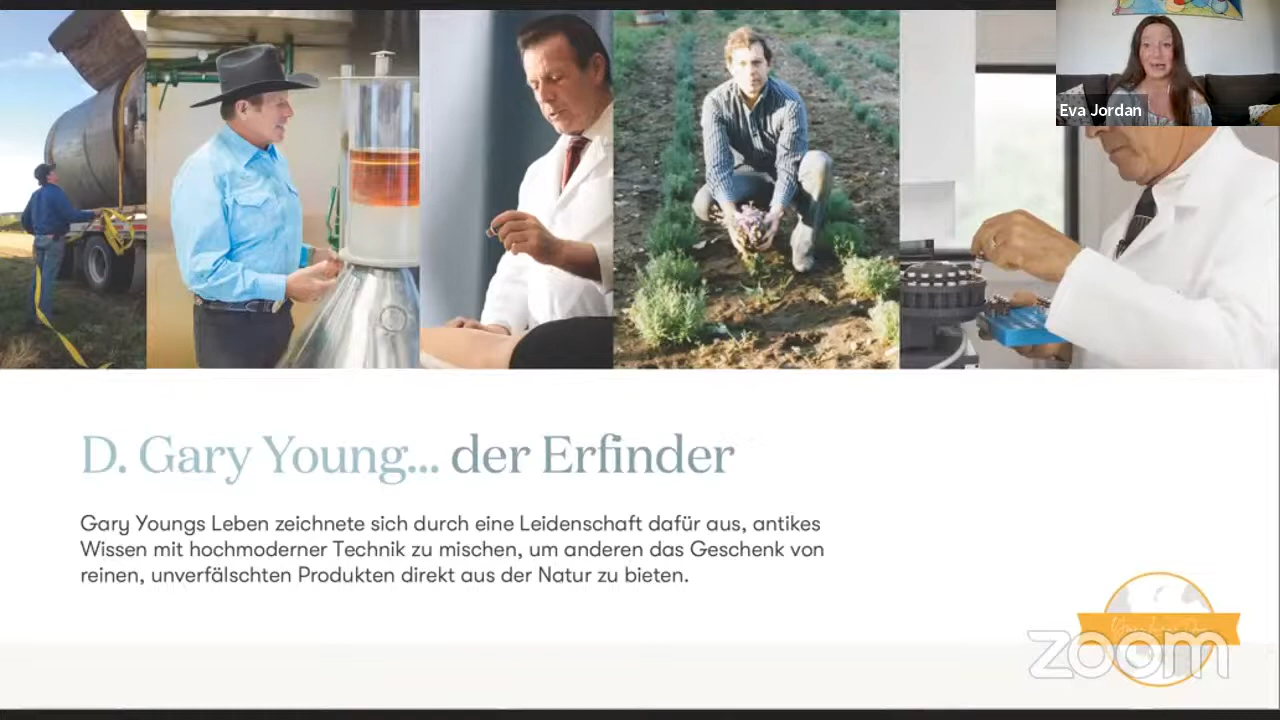 Eva Jordan
D. Gary Young... der Erfinder
Gary Youngs Leben zeichnete sich durch eine Leidenschaft dafür aus, antikes
Wissen mit hochmoderner Technik zu mischen, um anderen das Geschenk von
reinen, unverfälschten Produkten direkt aus der Natur zu bieten.
zoom